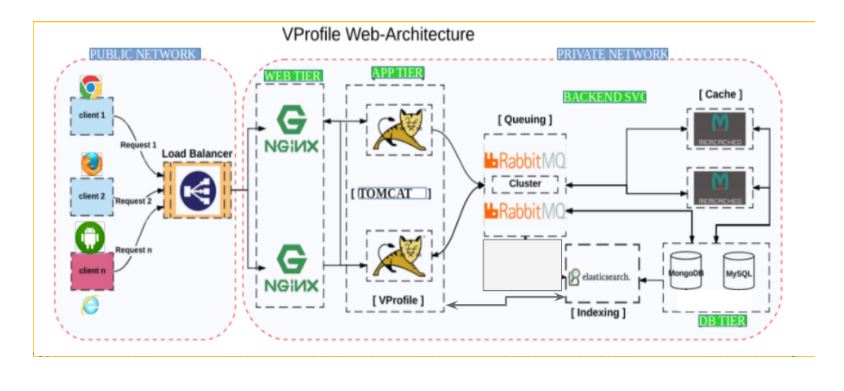 VProfile Web-Architecture
PUBLIC NETWORK
PRIVATE NETWORK
WEB TIER
APP TIER
BACKEND SVC
[ Cache ]
client 1
Request 1
Load Balancer
client 2
Request 2
client n
Request n
NGINX
NGINX
[ TOMCAT ]
[ VProfile ]
[ Queuing ]
RabbitMQ
Cluster
RabbitMQ
MEMCACHED
MEMCACHED
elasticsearch.
[ Indexing ]
MongoDB
MySQL
DB TIER